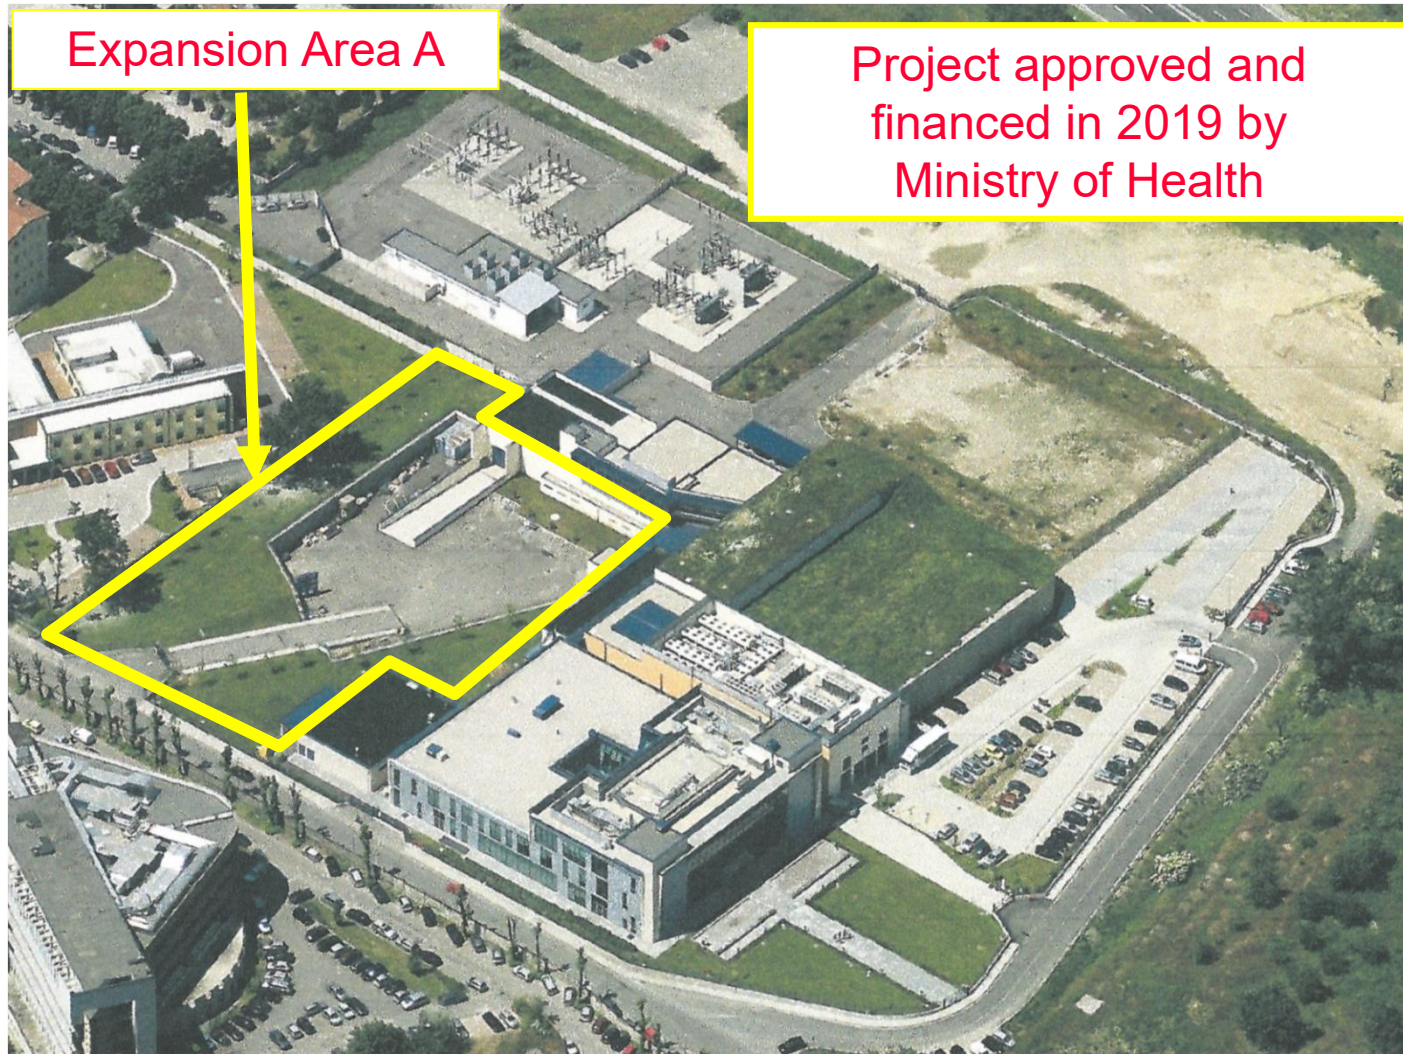 Expansion Area A
Project approved and
financed in 2019 by
Ministry of Health